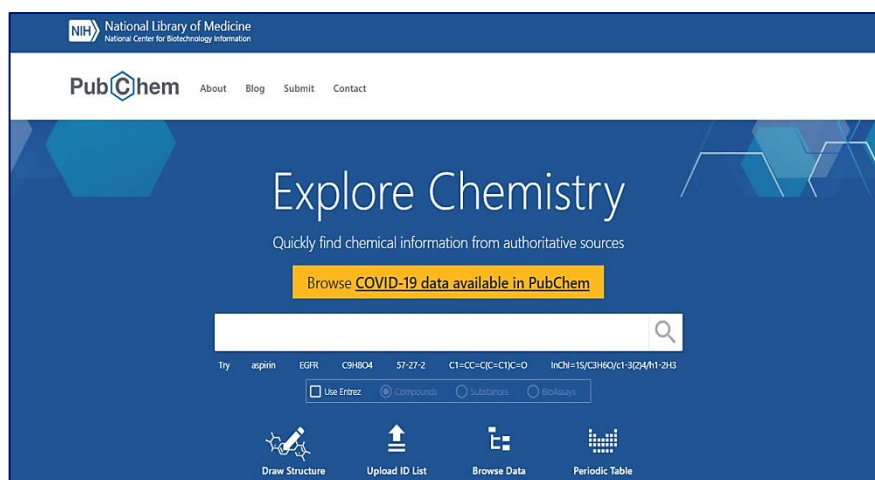 NIH National Library of Medicine
National Center for Biotechnology Information
PubChem About Blog Submit Contact
Explore Chemistry
Quickly find chemical information from authoritative sources
Browse COVID-19 data available in PubChem
Try aspirin EGFR C9H8O4 57-27-2 C1=CC=C(C=C1)C=O InChI=1S/C3H6O/c1-3(2)4/h1-2H3
Use Entrez Compounds Substances BioAssays
Draw Structure Upload ID List Browse Data Periodic Table